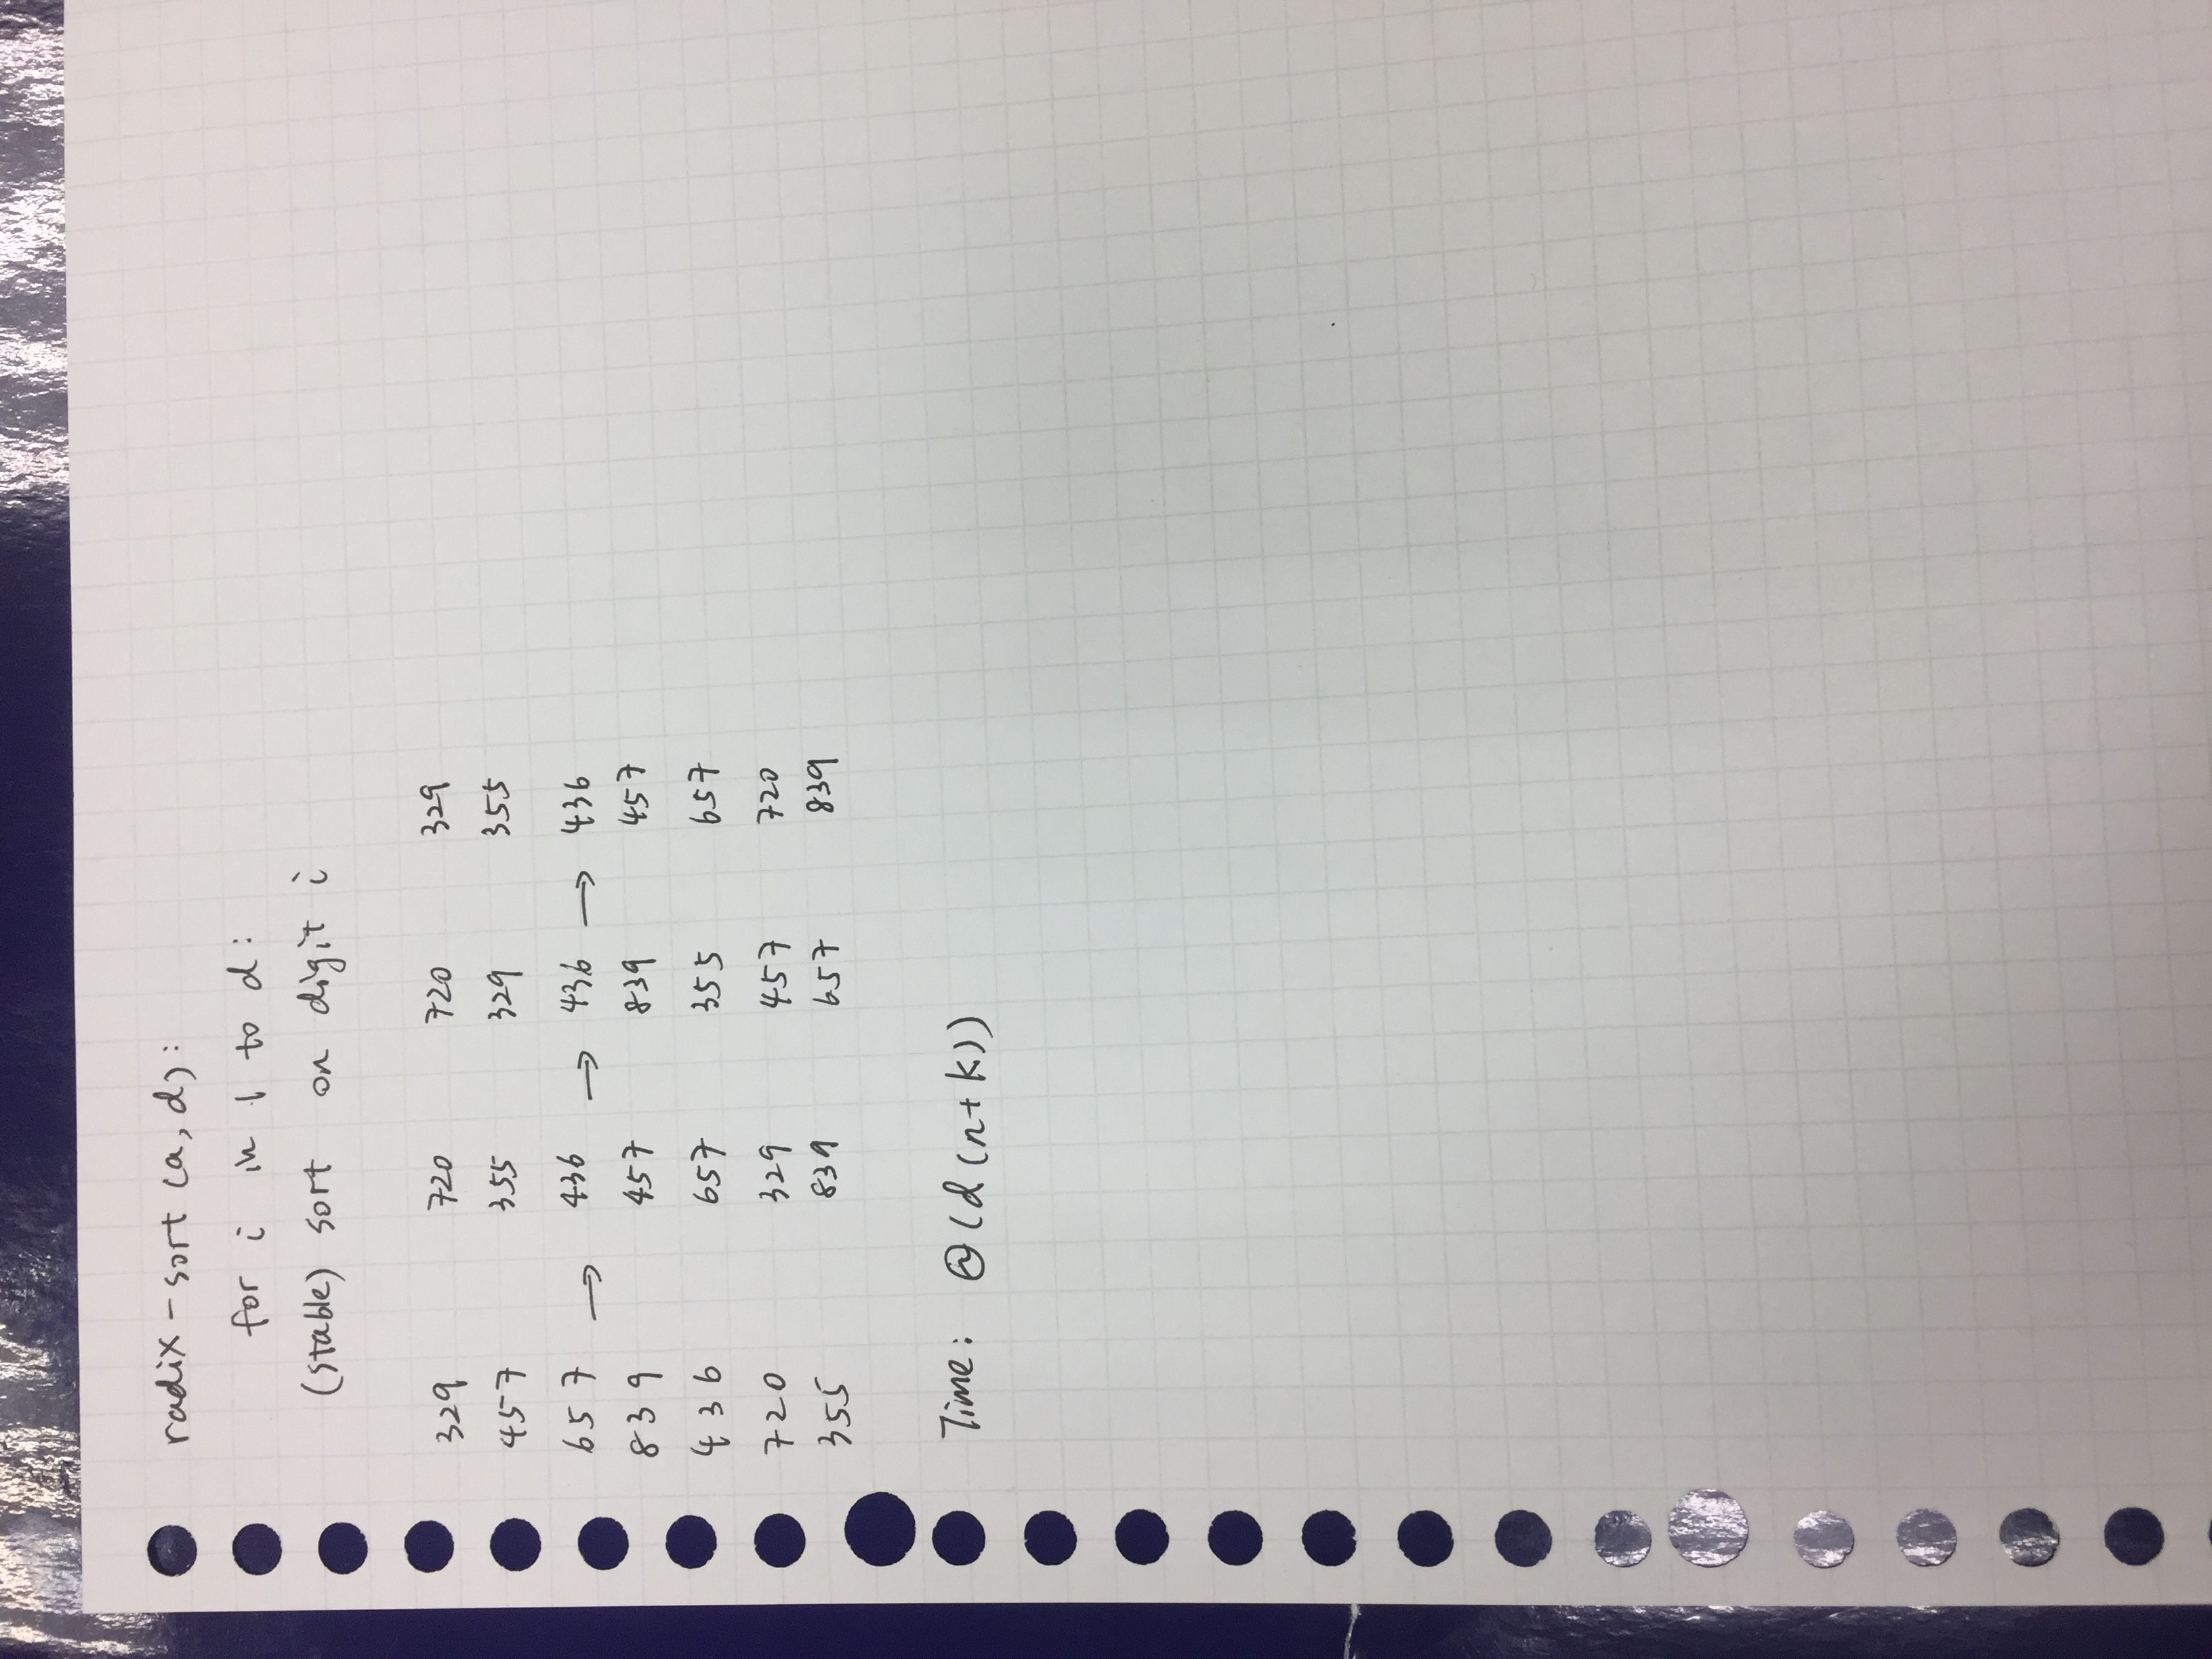 radix-sort (a, d):
for i in 1 to d:
(stable) sort on digit i
329 720 720 329
457 355 329 355
657 → 436 → 436 → 436
839 457 839 457
436 657 355 657
720 329 457 720
355 839 657 839
Time: Θ(d(n+k))